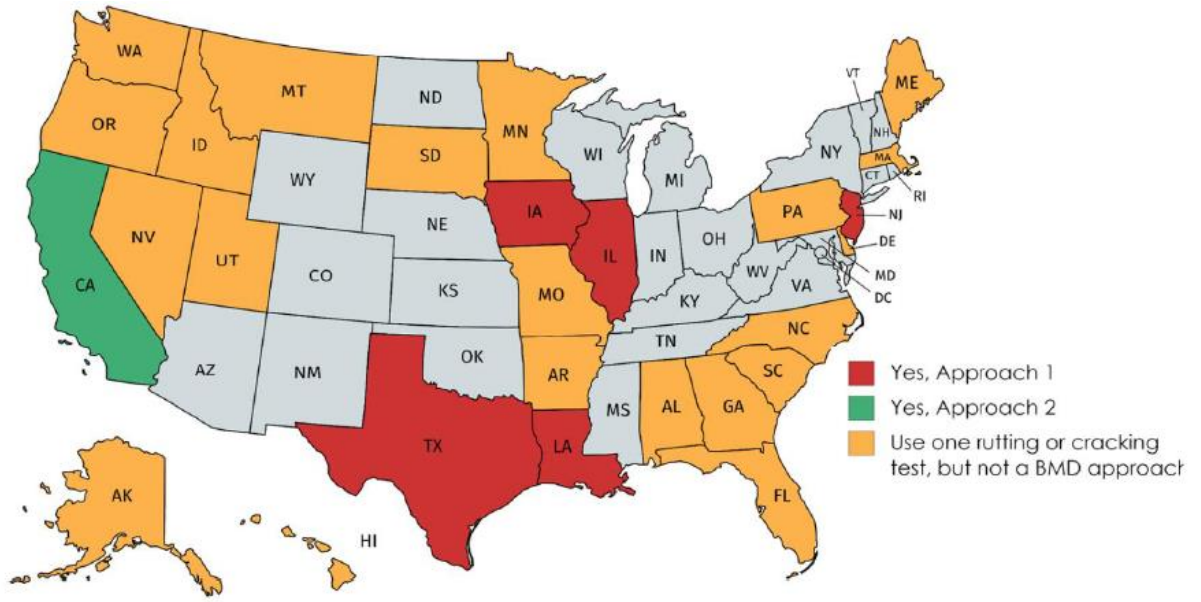 WA
MT
ND
MN
VT
ME
OR
ID
SD
WI
NY
NH
MA
WY
MI
CT
RI
IA
PA
NJ
NE
NV
UT
IL
IN
OH
DE
CA
CO
WV
MD
KS
MO
KY
VA
DC
TN
NC
AZ
NM
OK
AR
SC
MS
AL
GA
TX
LA
FL
AK
HI
Yes, Approach 1
Yes, Approach 2
Use one rutting or cracking
test, but not a BMD approach